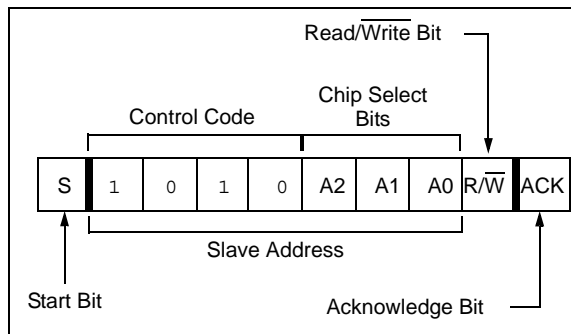 Read/Write Bit
Chip Select
Bits
Control Code
S 1 0 1 0 A2 A1 A0 R/W ACK
Slave Address
Start Bit
Acknowledge Bit